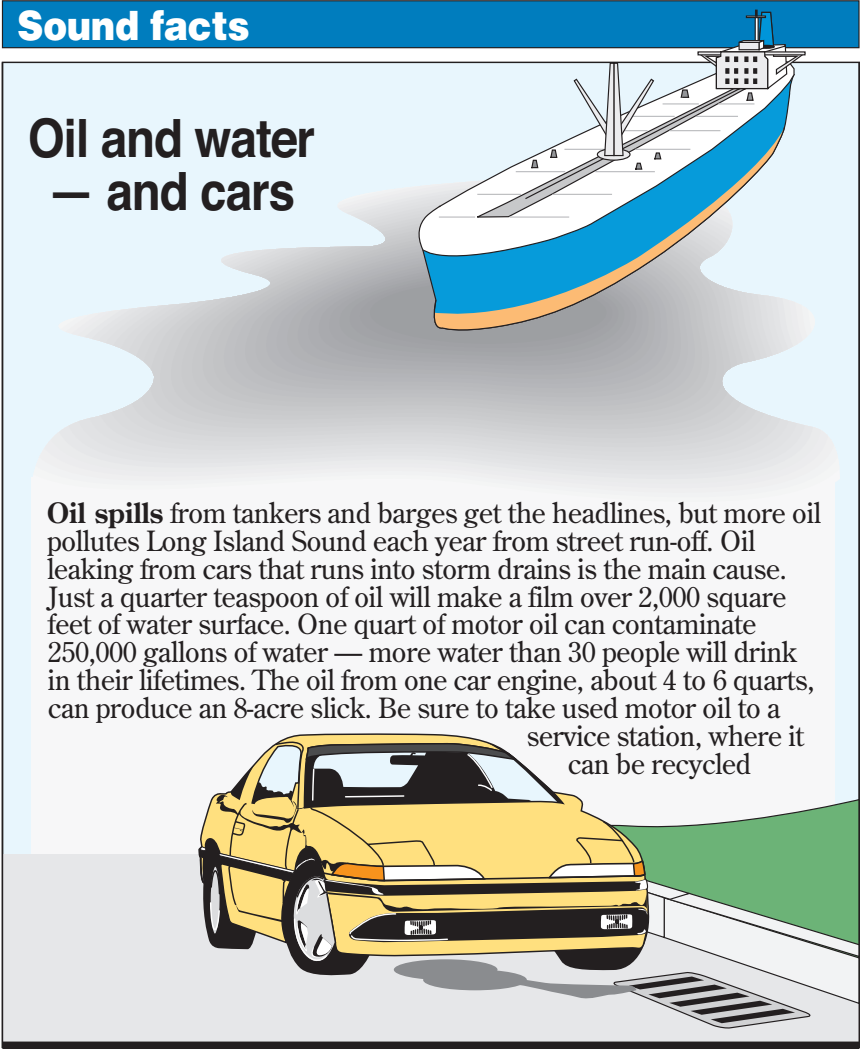 Sound facts
Oil and water
— and cars
Oil spills from tankers and barges get the headlines, but more oil
pollutes Long Island Sound each year from street run-off. Oil
leaking from cars that runs into storm drains is the main cause.
Just a quarter teaspoon of oil will make a film over 2,000 square
feet of water surface. One quart of motor oil can contaminate
250,000 gallons of water — more water than 30 people will drink
in their lifetimes. The oil from one car engine, about 4 to 6 quarts,
can produce an 8-acre slick. Be sure to take used motor oil to a
service station, where it
can be recycled